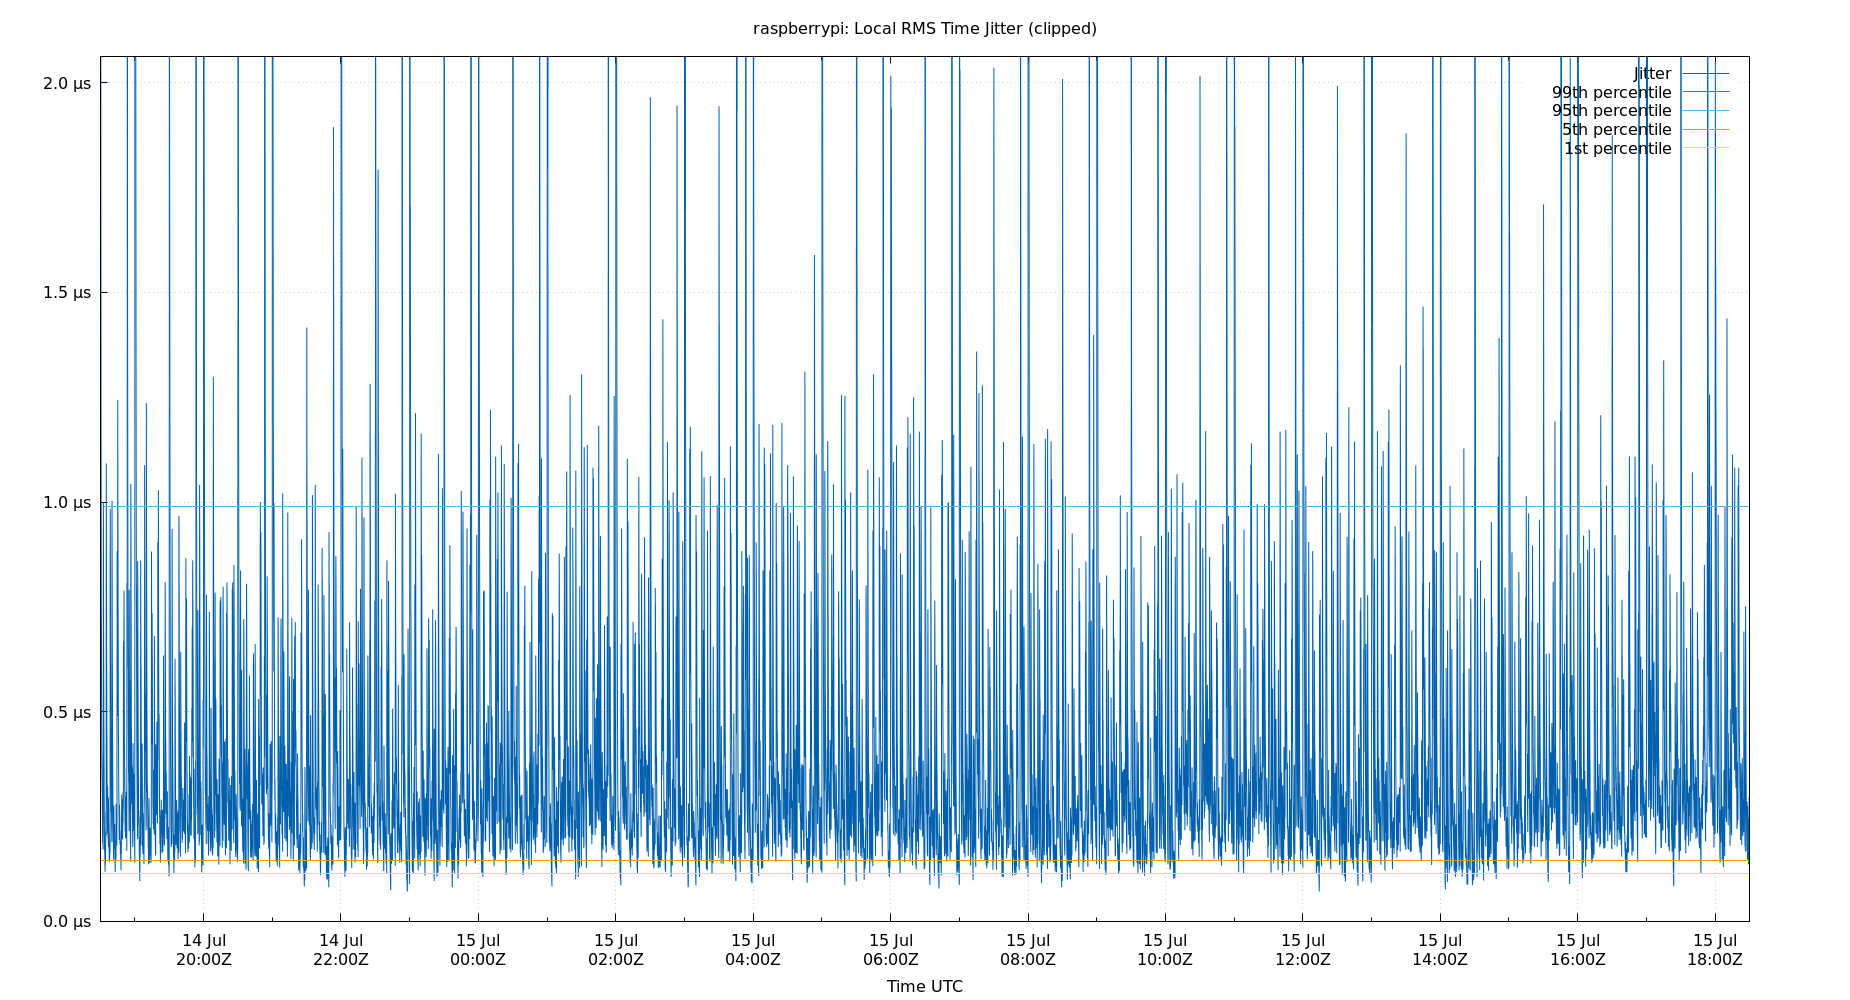 raspberrypi: Local RMS Time Jitter (clipped)
2.0 µs
1.5 µs
1.0 µs
0.5 µs
0.0 µs
Jitter
99th percentile
95th percentile
5th percentile
1st percentile
14 Jul 14 Jul 15 Jul 15 Jul 15 Jul 15 Jul 15 Jul 15 Jul 15 Jul 15 Jul 15 Jul 15 Jul
20:00Z 22:00Z 00:00Z 02:00Z 04:00Z 06:00Z 08:00Z 10:00Z 12:00Z 14:00Z 16:00Z 18:00Z
Time UTC